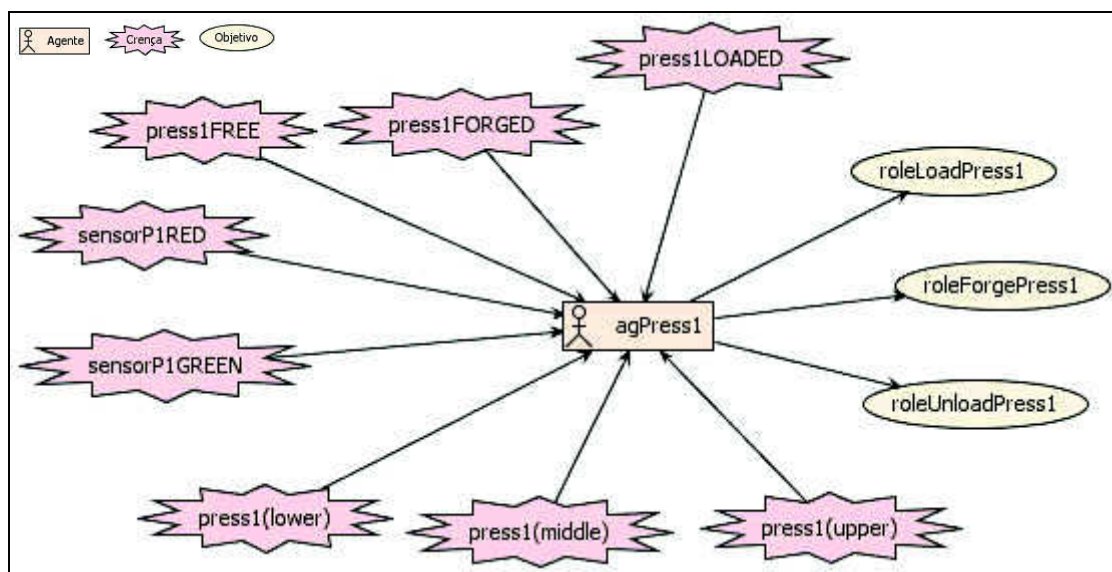 Agente
Crença
Objetivo
press1LOADED
press1FREE
press1FORGED
roleLoadPress1
sensorP1RED
roleForgePress1
agPress1
sensorP1GREEN
roleUnloadPress1
press1(lower)
press1(middle)
press1(upper)